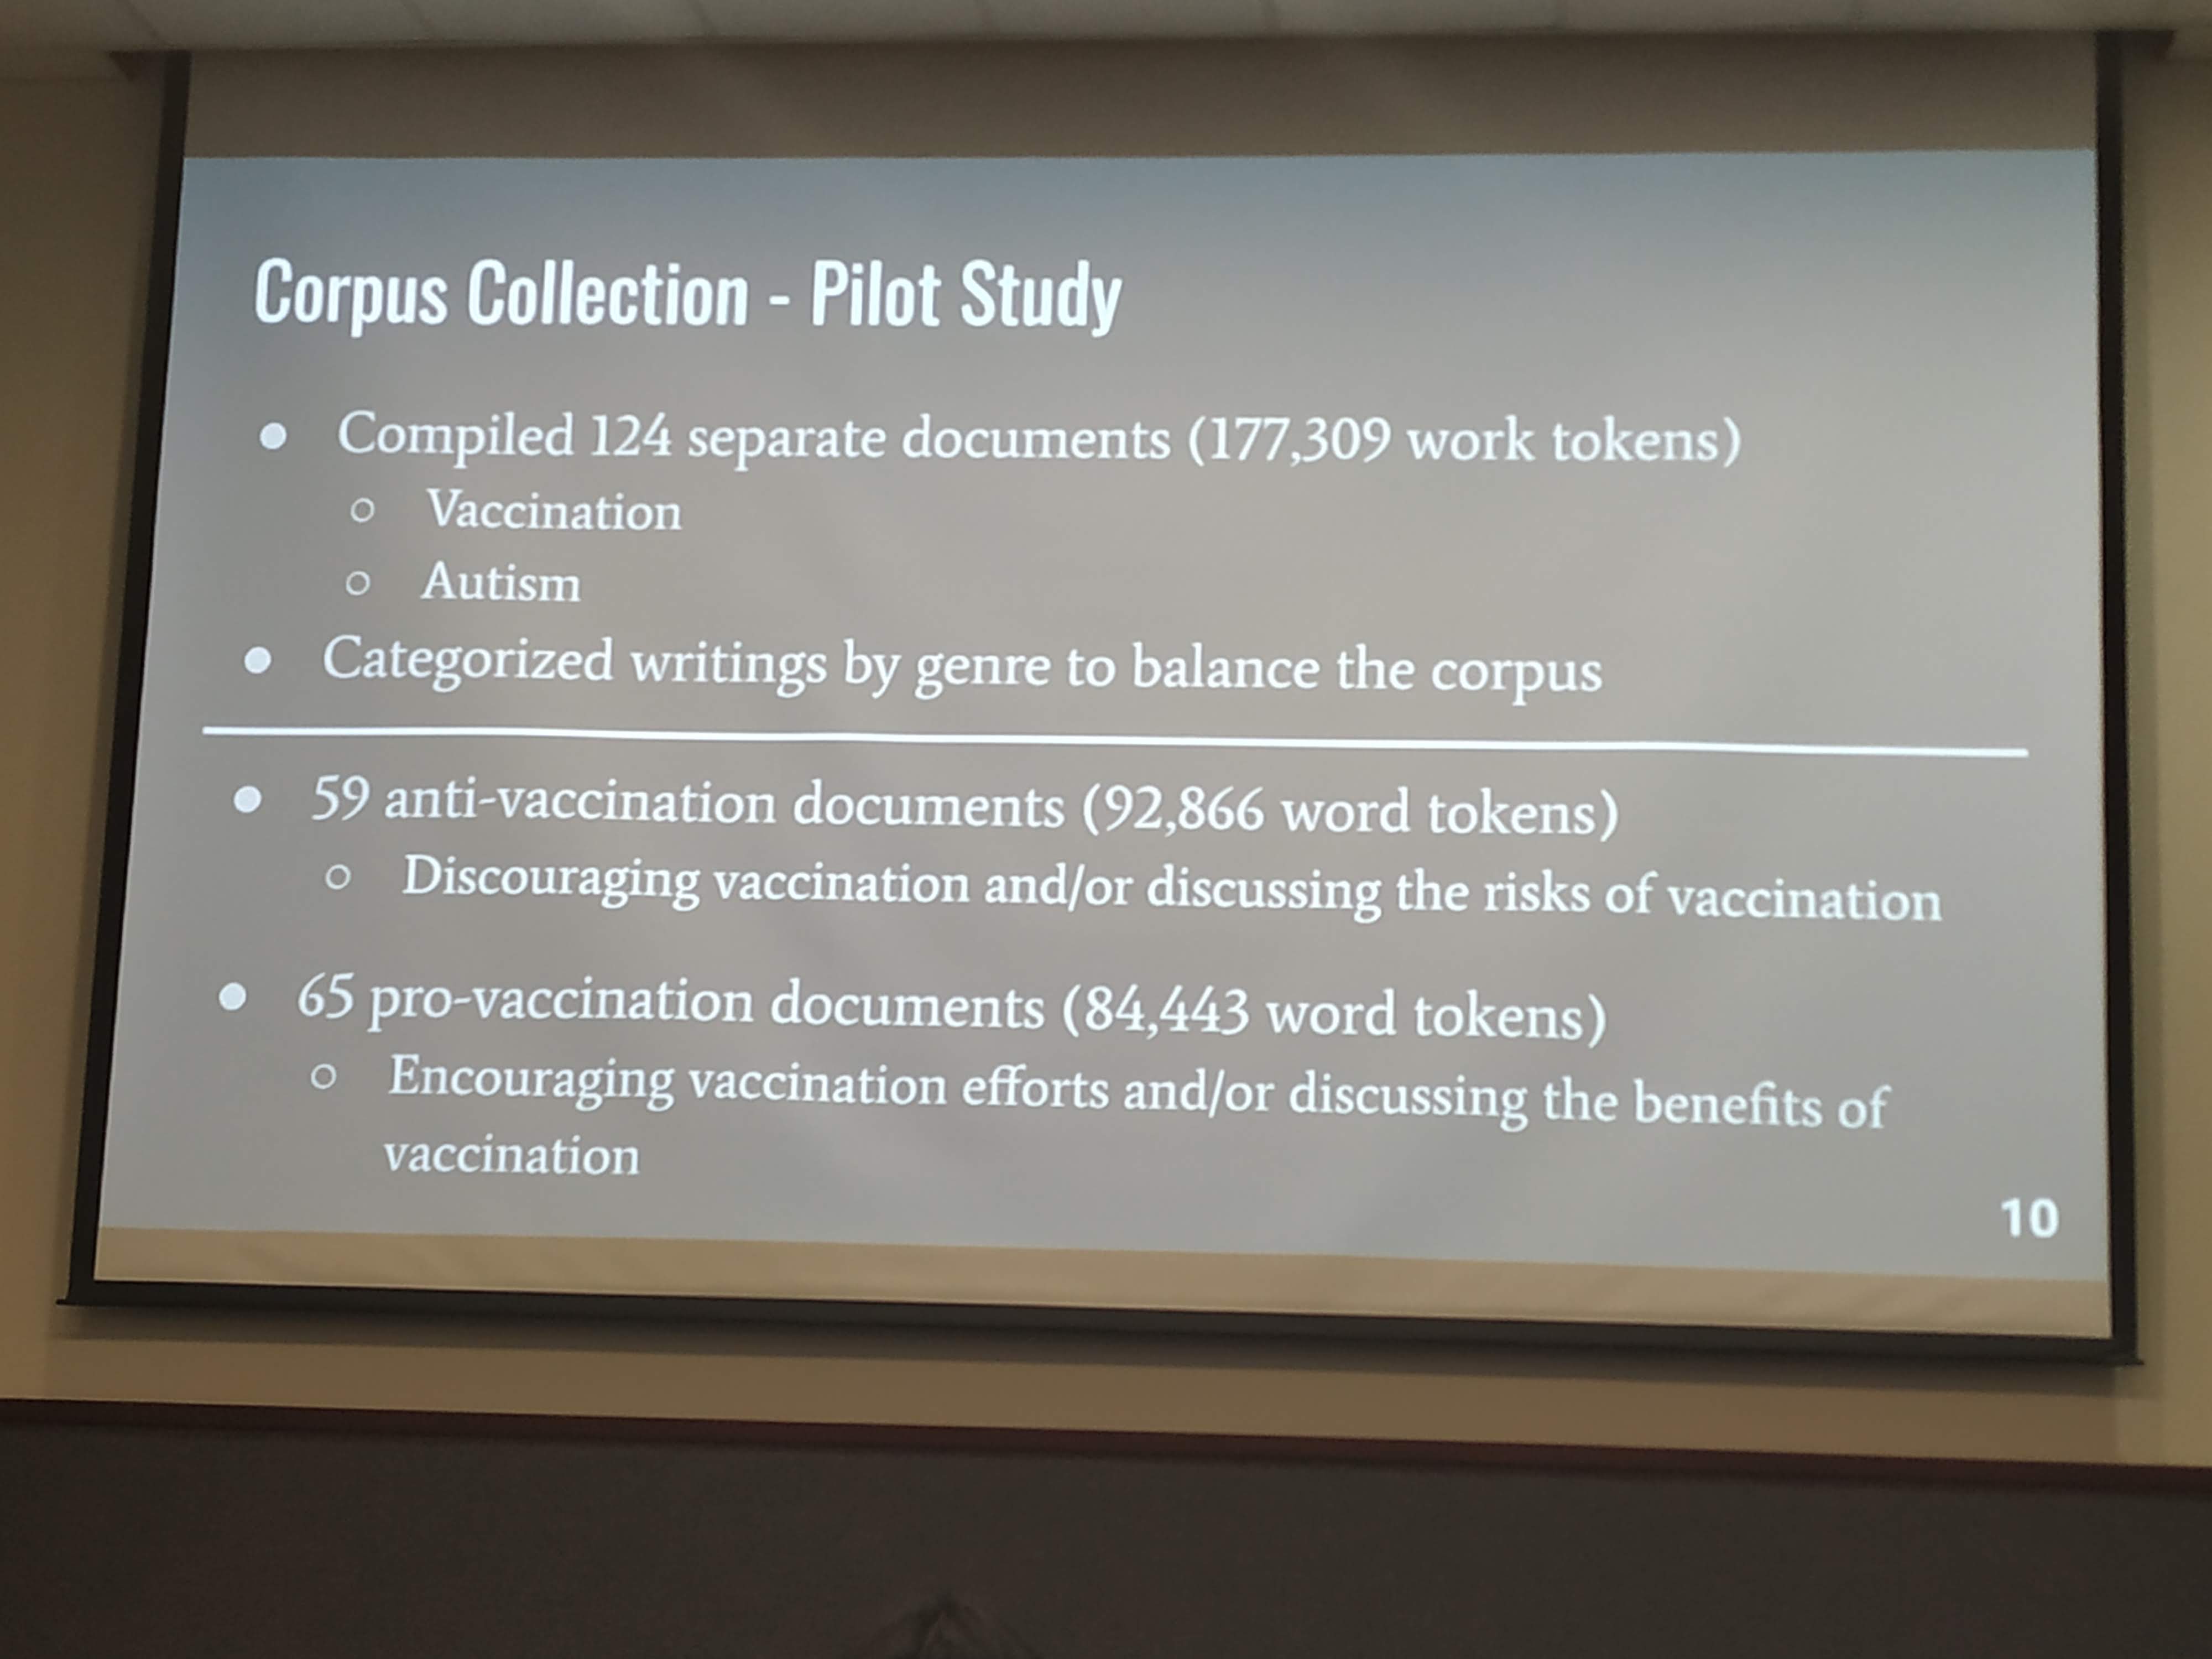 Corpus Collection - Pilot Study
● Compiled 124 separate documents (177,309 work tokens)
○ Vaccination
○ Autism
● Categorized writings by genre to balance the corpus
● 59 anti-vaccination documents (92,866 word tokens)
○ Discouraging vaccination and/or discussing the risks of vaccination
● 65 pro-vaccination documents (84,443 word tokens)
○ Encouraging vaccination efforts and/or discussing the benefits of
vaccination
10